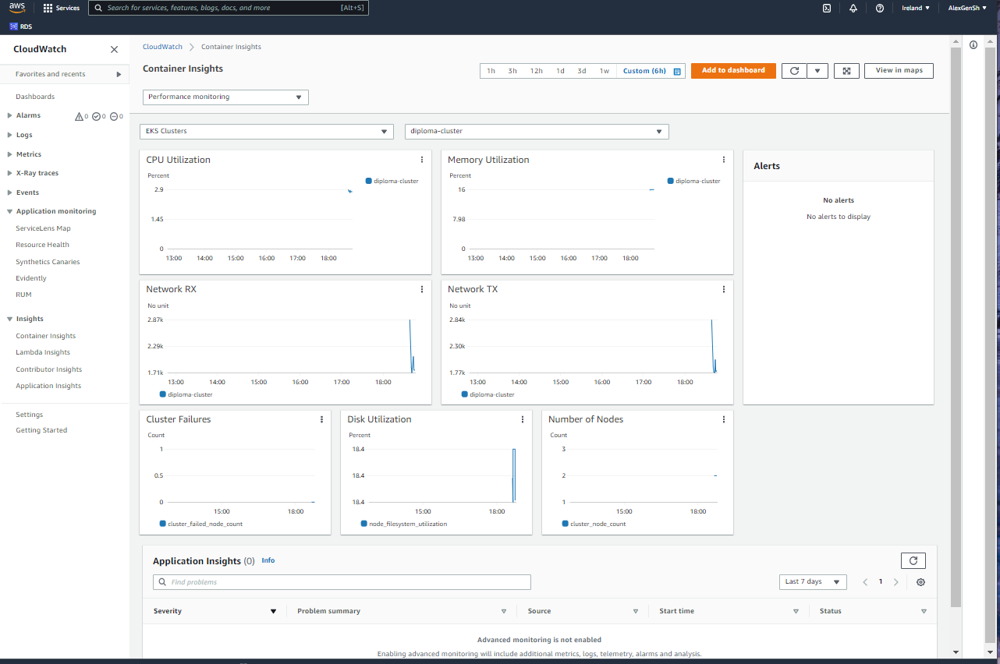 aws
Services
Search for services, features, blogs, docs, and more
[Alt+S]
Ireland
AlexGenSh
RDS
CloudWatch
Favorites and recents
Dashboards
Alarms
0
0
0
Logs
Metrics
X-Ray traces
Events
Application monitoring
ServiceLens Map
Resource Health
Synthetics Canaries
Evidently
RUM
Insights
Container Insights
Lambda Insights
Contributor Insights
Application Insights
Settings
Getting Started
CloudWatch
Container Insights
Container Insights
1h
3h
12h
1d
3d
1w
Custom (6h)
Add to dashboard
View in maps
Performance monitoring
EKS Clusters
diploma-cluster
CPU Utilization
Percent
2.9
1.45
0
13:00
14:00
15:00
16:00
17:00
18:00
diploma-cluster
Memory Utilization
Percent
16
7.98
0
13:00
14:00
15:00
16:00
17:00
18:00
diploma-cluster
Alerts
No alerts
No alerts to display
Network RX
No unit
2.87k
2.29k
1.71k
13:00
14:00
15:00
16:00
17:00
18:00
diploma-cluster
Network TX
No unit
2.84k
2.30k
1.77k
13:00
14:00
15:00
16:00
17:00
18:00
diploma-cluster
Cluster Failures
Count
1
0.5
0
15:00
18:00
cluster_failed_node_count
Disk Utilization
Percent
18.4
18.4
18.4
15:00
18:00
node_filesystem_utilization
Number of Nodes
Count
3
2
1
15:00
18:00
cluster_node_count
Application Insights (0)
Info
Find problems
Last 7 days
1
Severity
Problem summary
Source
Start time
Status
Advanced monitoring is not enabled
Enabling advanced monitoring will include additional metrics, logs, telemetry, alarms and analysis.